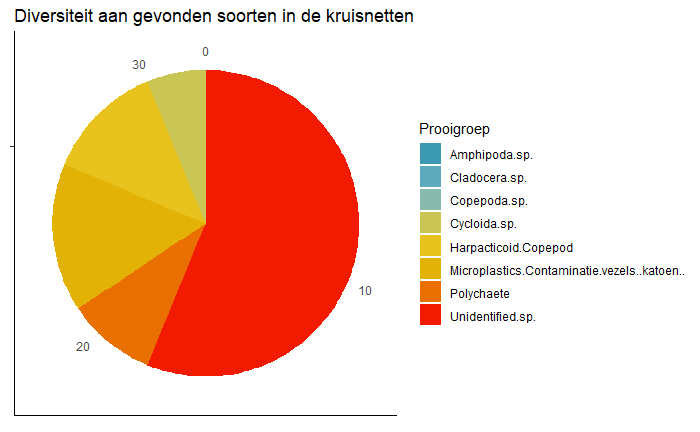 Diversiteit aan gevonden soorten in de kruisnetten
0
30
10
20
Prooigroep
Amphipoda.sp.
Cladocera.sp.
Copepoda.sp.
Cycloida.sp.
Harpacticoid.Copepod
Microplastics.Contaminatie.vezels..katoen..
Polychaete
Unidentified.sp.